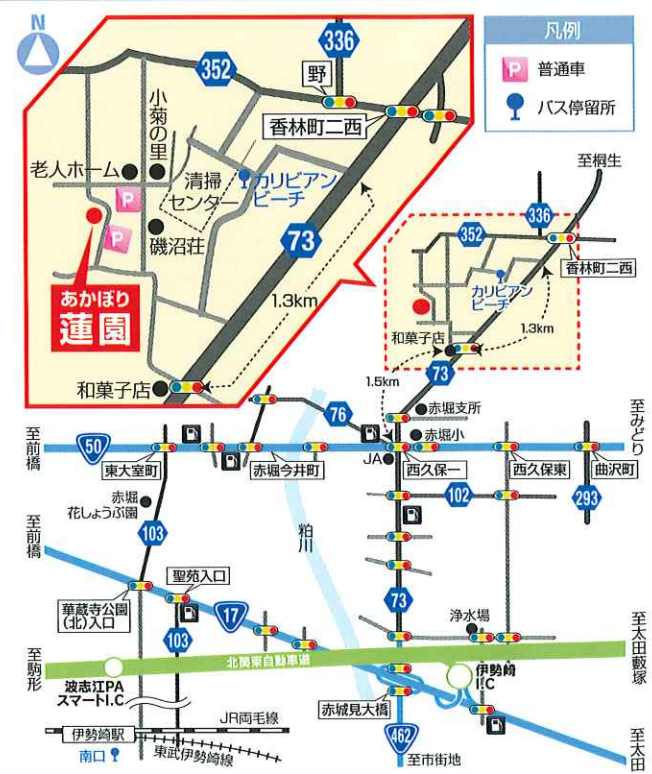 N
凡例
P 普通車
バス停留所
336
352
野
香林町二西
小菊の里
老人ホーム
P
清掃
センター
カリビアン
ビーチ
P
磯沼荘
73
あかぼり
蓮園
1.3km
和菓子店
至桐生
336
352
香林町二西
カリビアン
ビーチ
1.3km
和菓子店
73
1.5km
赤堀支所
76
赤堀小
至みどり
至前橋
50
JA
東大室町
赤堀今井町
西久保一
西久保東
曲沢町
102
293
赤堀
花しょうぶ園
至前橋
103
粕川
聖苑入口
華蔵寺公園
(北)入口
17
73
浄水場
103
至太田藪塚
至駒形
北関東自動車道
波志江PA
スマートI.C
伊勢崎
I.C
赤城見大橋
JR両毛線
伊勢崎駅
462
南口
東武伊勢崎線
至市街地
至太田